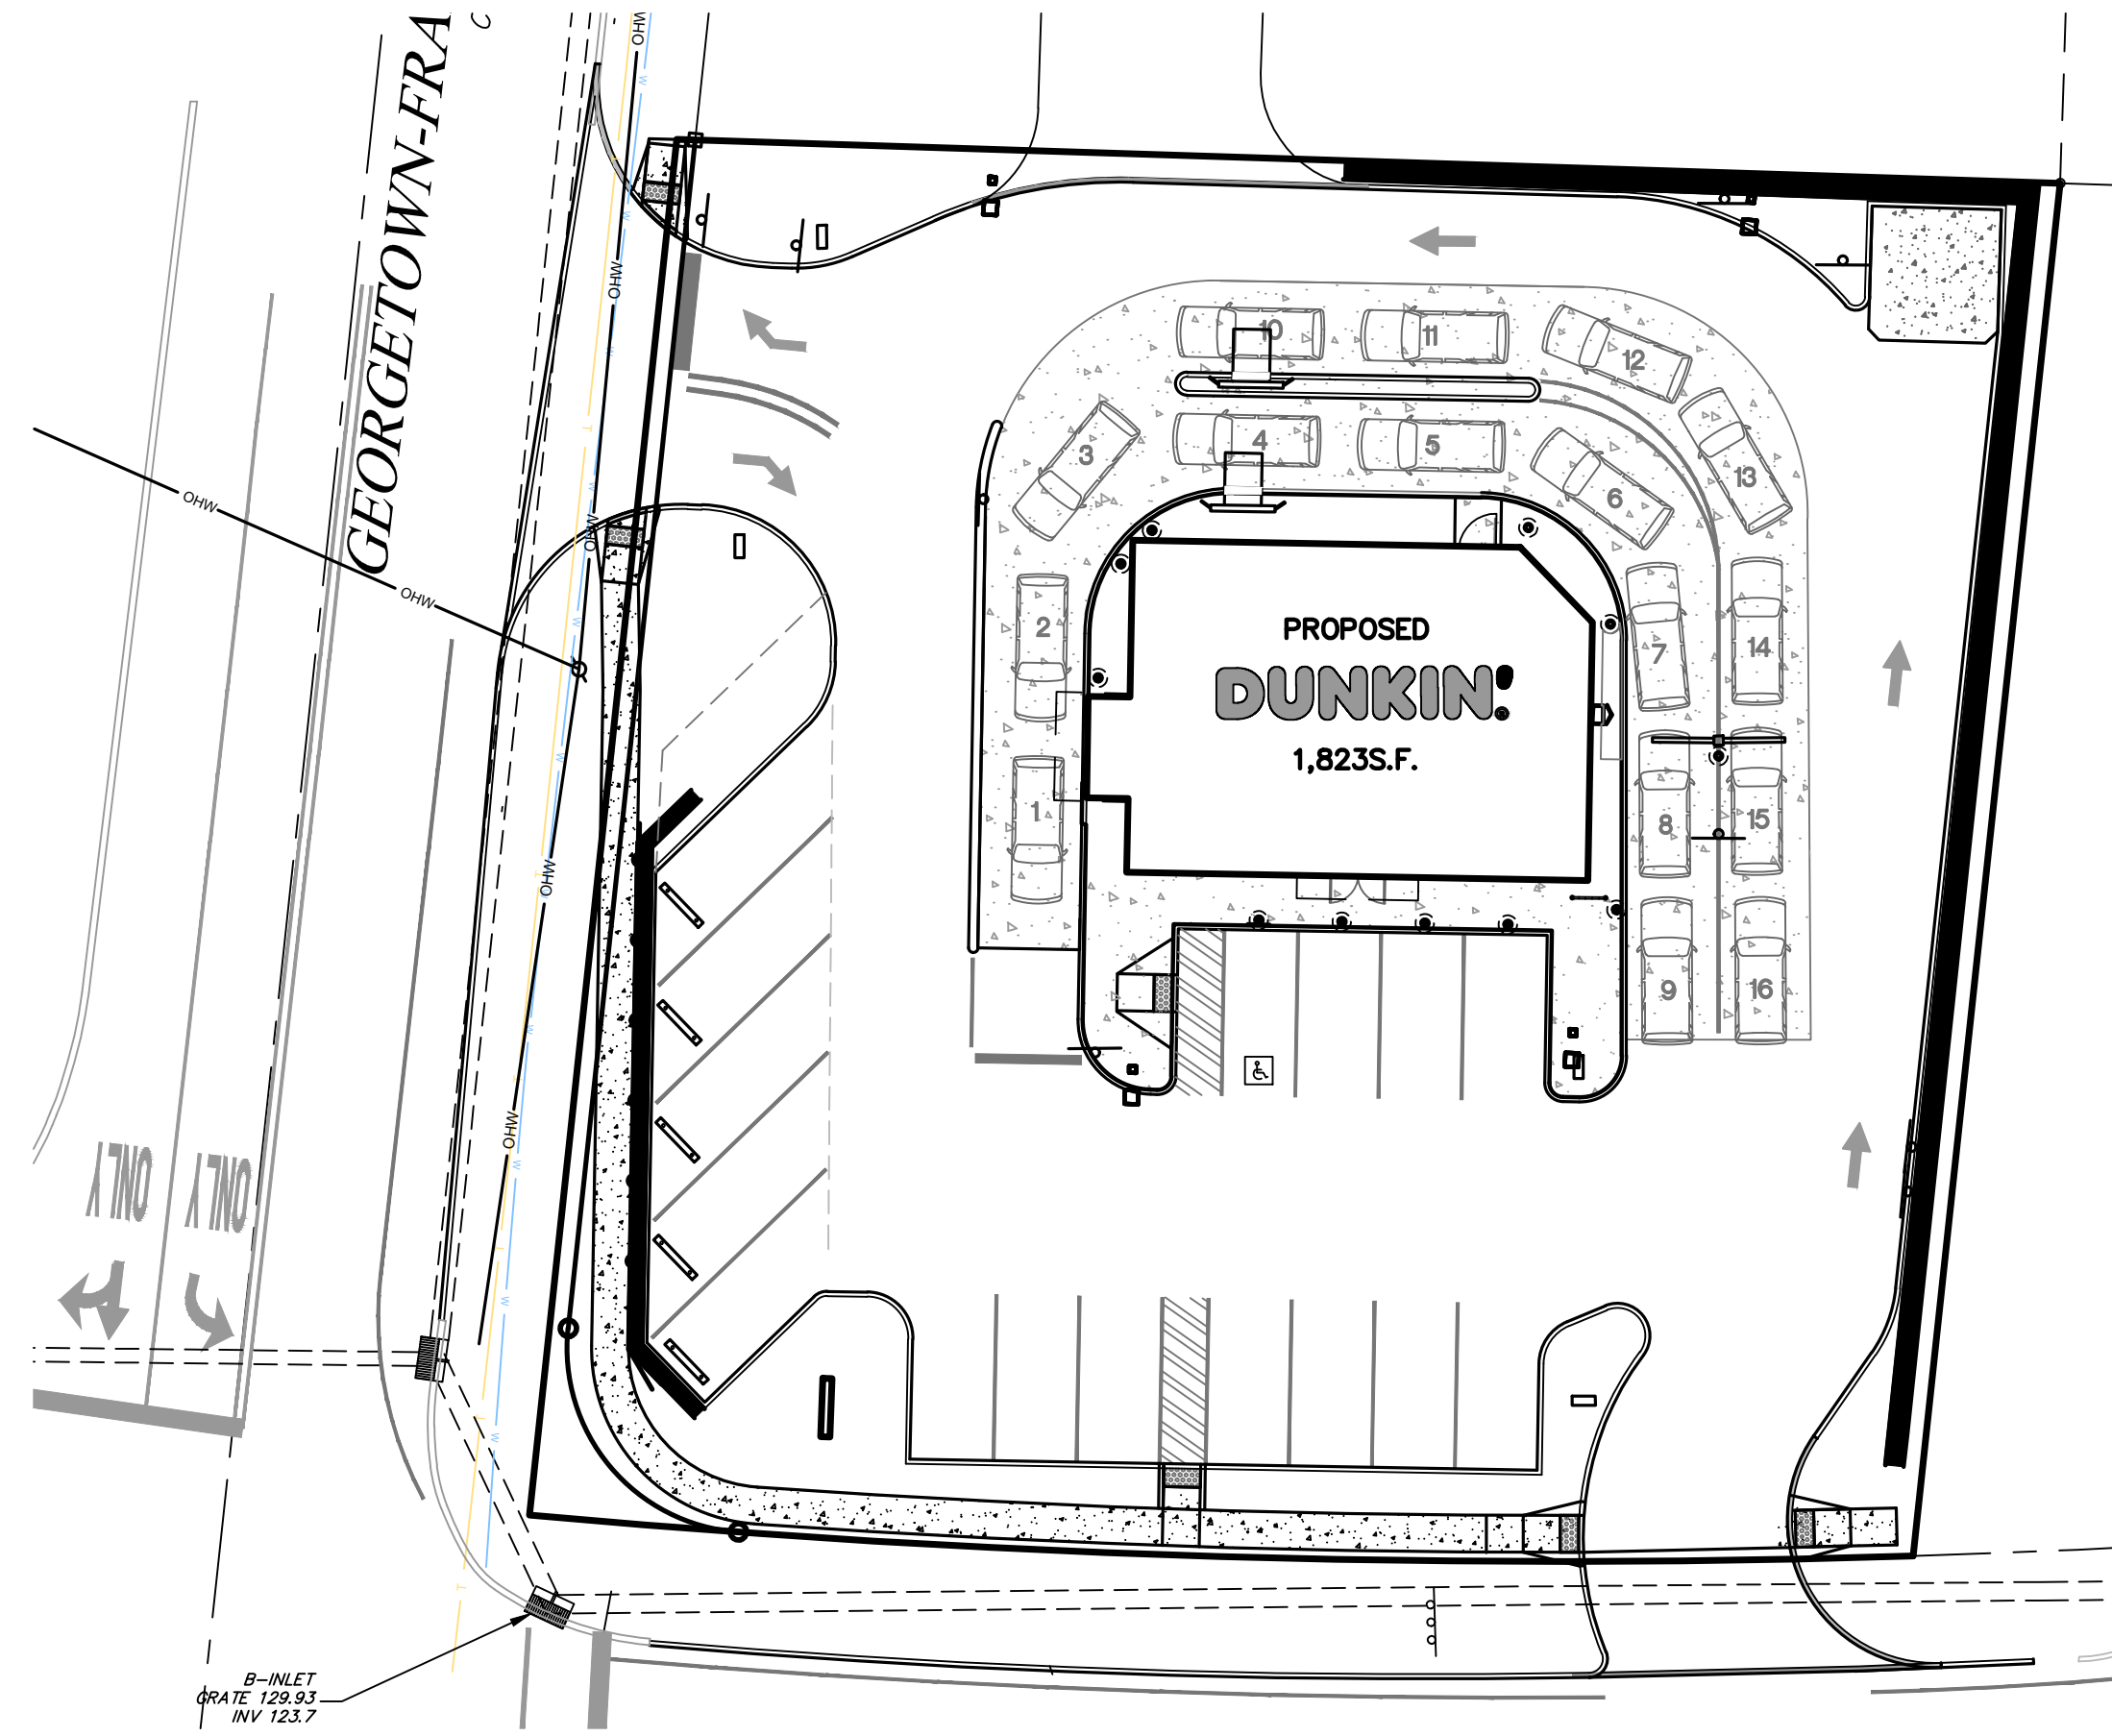 GEORGETOWN-FRA
C
OHW
W
W
OHW
W
10
11
12
T
3
4
5
13
6
W
OHW
OHW
OHW
2
PROPOSED
DUNKIN'
1,823S.F.
7
14
W
W
1
8
15
T
OHW
W
9
16
OHW
W
ONLY
ONLY
T
W
T
W
T
B-INLET
GRATE 129.93
INV 123.7